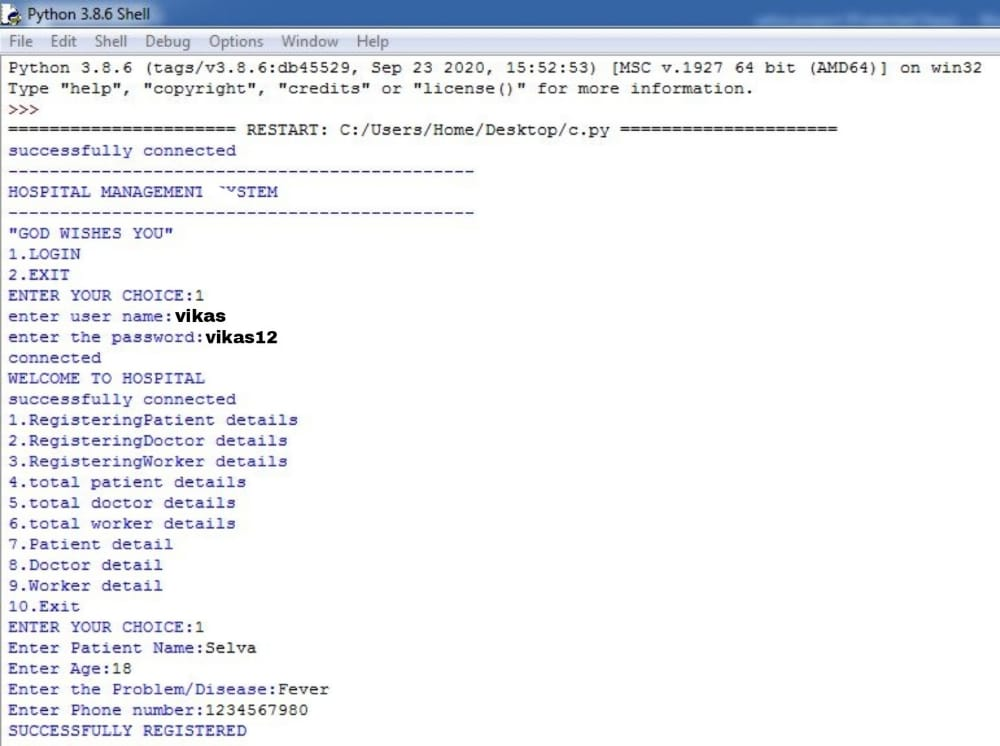 Python 3.8.6 Shell
File Edit Shell Debug Options Window Help
Python 3.8.6 (tags/v3.8.6:db45529, Sep 23 2020, 15:52:53) [MSC v.1927 64 bit (AMD64)] on win32
Type "help", "copyright", "credits" or "license()" for more information.
>>>
====================== RESTART: C:/Users/Home/Desktop/c.py =====================
successfully connected
---------------------------------------------
HOSPITAL MANAGEMENT
---------------------------------------------
"GOD WISHES YOU"
1.LOGIN
2.EXIT
ENTER YOUR CHOICE:1
enter user name:vikas
enter the password:vikas12
connected
WELCOME TO HOSPITAL
successfully connected
1.RegisteringPatient details
2.RegisteringDoctor details
3.RegisteringWorker details
4.total patient details
5.total doctor details
6.total worker details
7.Patient detail
8.Doctor detail
9.Worker detail
10.Exit
ENTER YOUR CHOICE:1
Enter Patient Name:Selva
Enter Age:18
Enter the Problem/Disease:Fever
Enter Phone number:1234567980
SUCCESSFULLY REGISTERED